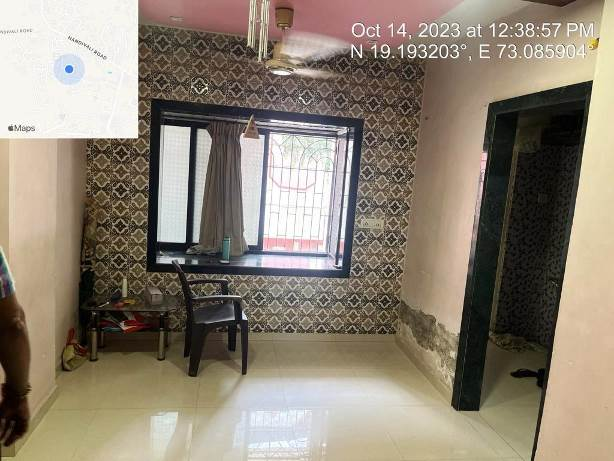 Oct 14, 2023 at 12:38:57 PM
N 19.193203°, E 73.085904°
NANDIVALI ROAD
Maps